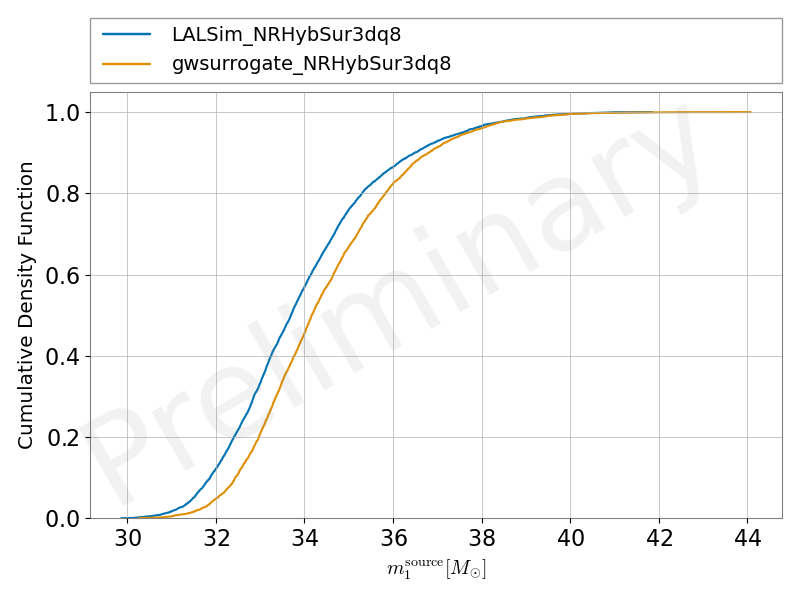 LALSim_NRHybSur3dq8
gwsurrogate_NRHybSur3dq8
1.0
0.8
0.6
0.4
0.2
0.0
Cumulative Density Function
Preliminary
30 32 34 36 38 40 42 44
m₁^source [M_⊙]